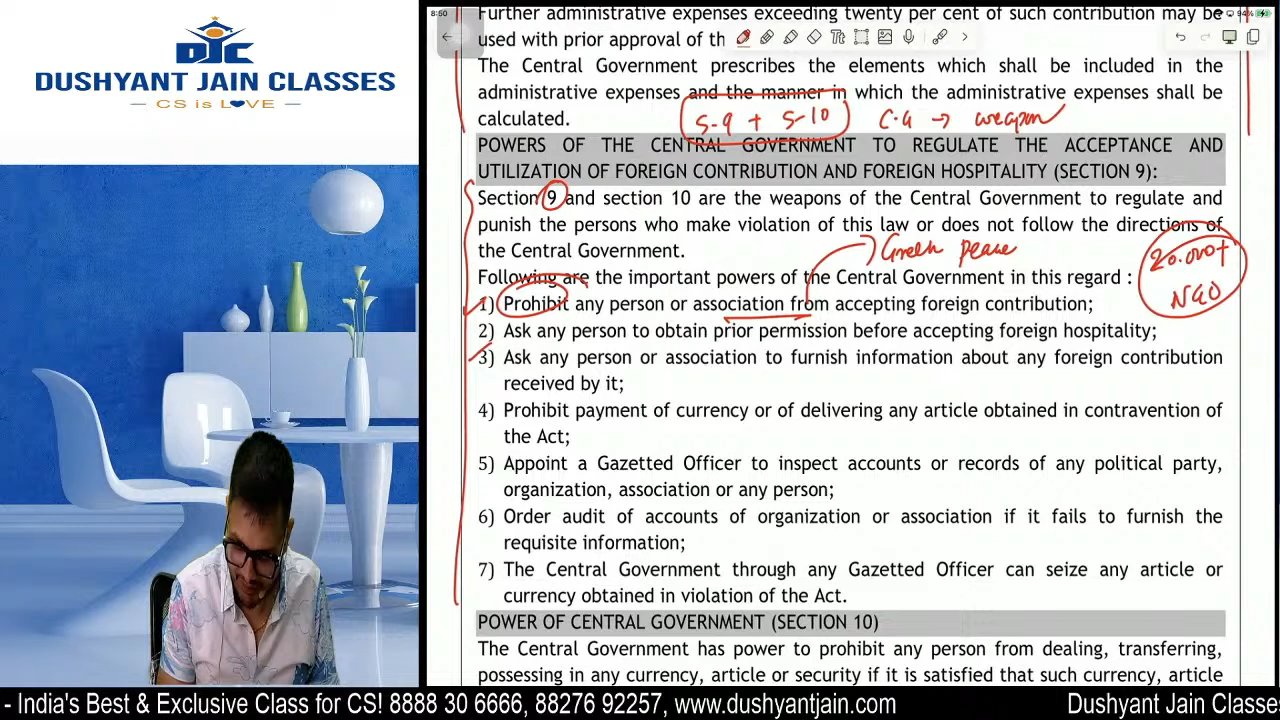 8:50
94%
DTC
DUSHYANT JAIN CLASSES
— CS is LOVE —
Further administrative expenses exceeding twenty per cent of such contribution may be
used with prior approval of th
The Central Government prescribes the elements which shall be included in the
administrative expenses and the manner in which the administrative expenses shall be
calculated.
S-9 + S-10
C.G → weapon
POWERS OF THE CENTRAL GOVERNMENT TO REGULATE THE ACCEPTANCE AND
UTILIZATION OF FOREIGN CONTRIBUTION AND FOREIGN HOSPITALITY (SECTION 9):
Section 9 and section 10 are the weapons of the Central Government to regulate and
punish the persons who make violation of this law or does not follow the directions of
the Central Government.
Green peace
20.000+
NGO
Following are the important powers of the Central Government in this regard :
1) Prohibit any person or association from accepting foreign contribution;
2) Ask any person to obtain prior permission before accepting foreign hospitality;
3) Ask any person or association to furnish information about any foreign contribution
received by it;
4) Prohibit payment of currency or of delivering any article obtained in contravention of
the Act;
5) Appoint a Gazetted Officer to inspect accounts or records of any political party,
organization, association or any person;
6) Order audit of accounts of organization or association if it fails to furnish the
requisite information;
7) The Central Government through any Gazetted Officer can seize any article or
currency obtained in violation of the Act.
POWER OF CENTRAL GOVERNMENT (SECTION 10)
The Central Government has power to prohibit any person from dealing, transferring,
possessing in any currency, article or security if it is satisfied that such currency, article
- India's Best & Exclusive Class for CS! 8888 30 6666, 88276 92257, www.dushyantjain.com
Dushyant Jain Classe